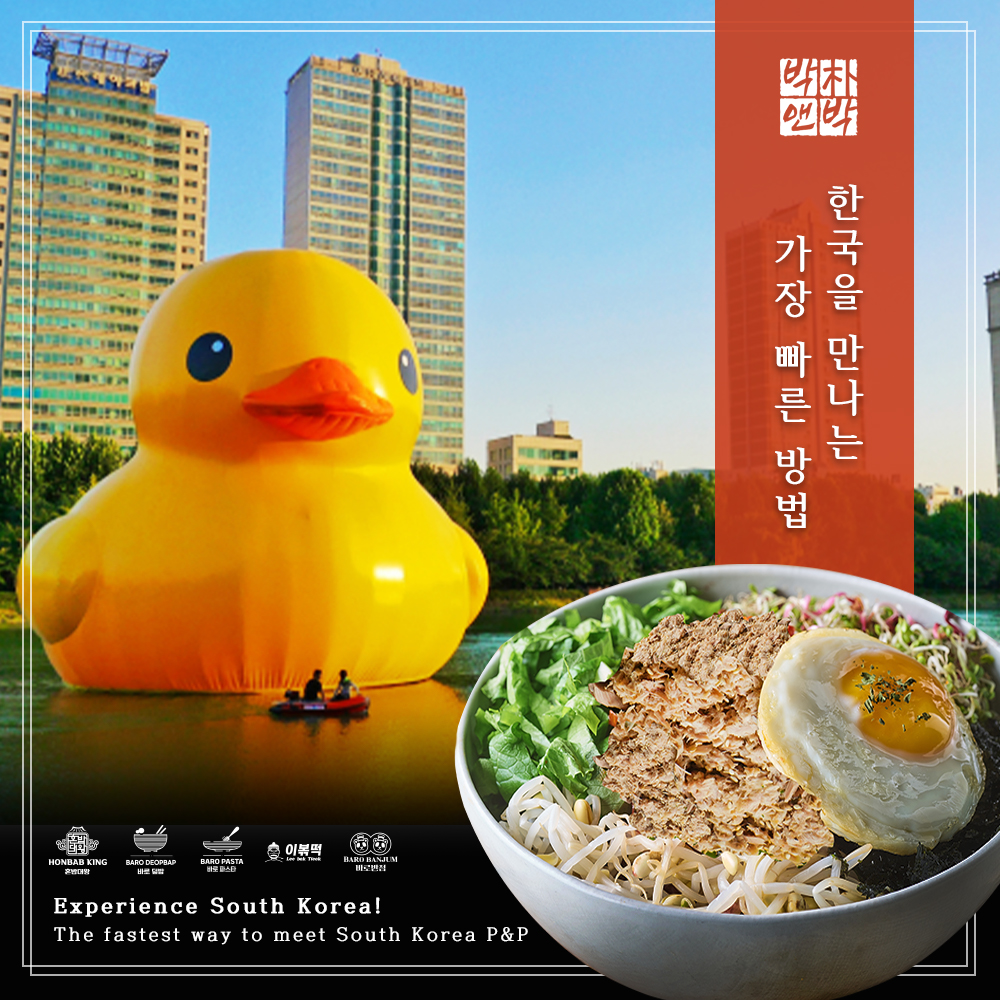 박朴
앤박
한국을 만나는
가장 빠른 방법
HONBAB KING
혼밥대왕
BARO DEOPBAP
바로 덮밥
BARO PASTA
바로 파스타
이볶떡
Lee bok Tteok
BARO BANJUM
바로반점
Experience South Korea!
The fastest way to meet South Korea P&P